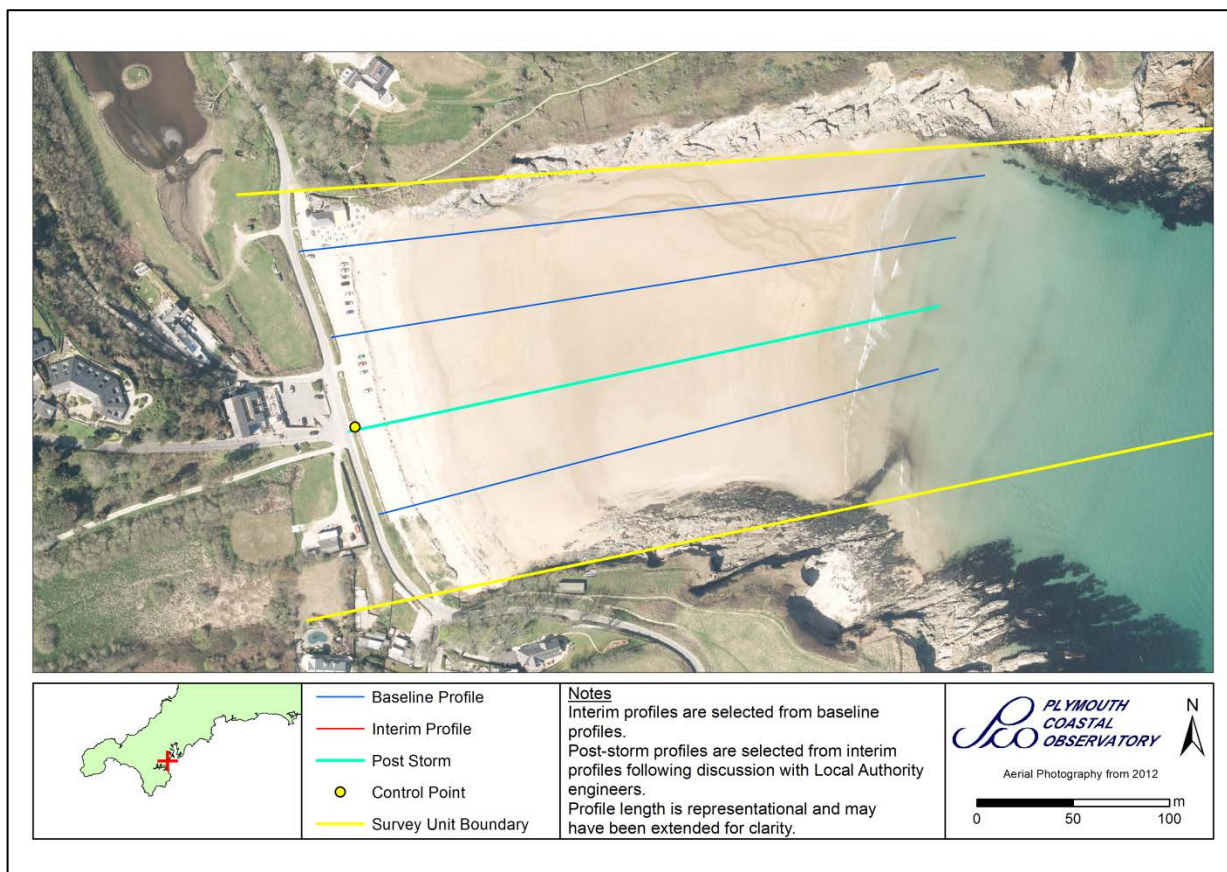 Baseline Profile
Interim Profile
Post Storm
Control Point
Survey Unit Boundary
Notes
Interim profiles are selected from baseline
profiles.
Post-storm profiles are selected from interim
profiles following discussion with Local Authority
engineers.
Profile length is representational and may
have been extended for clarity.
PLYMOUTH
COASTAL
OBSERVATORY
N
Aerial Photography from 2012
m
0 50 100